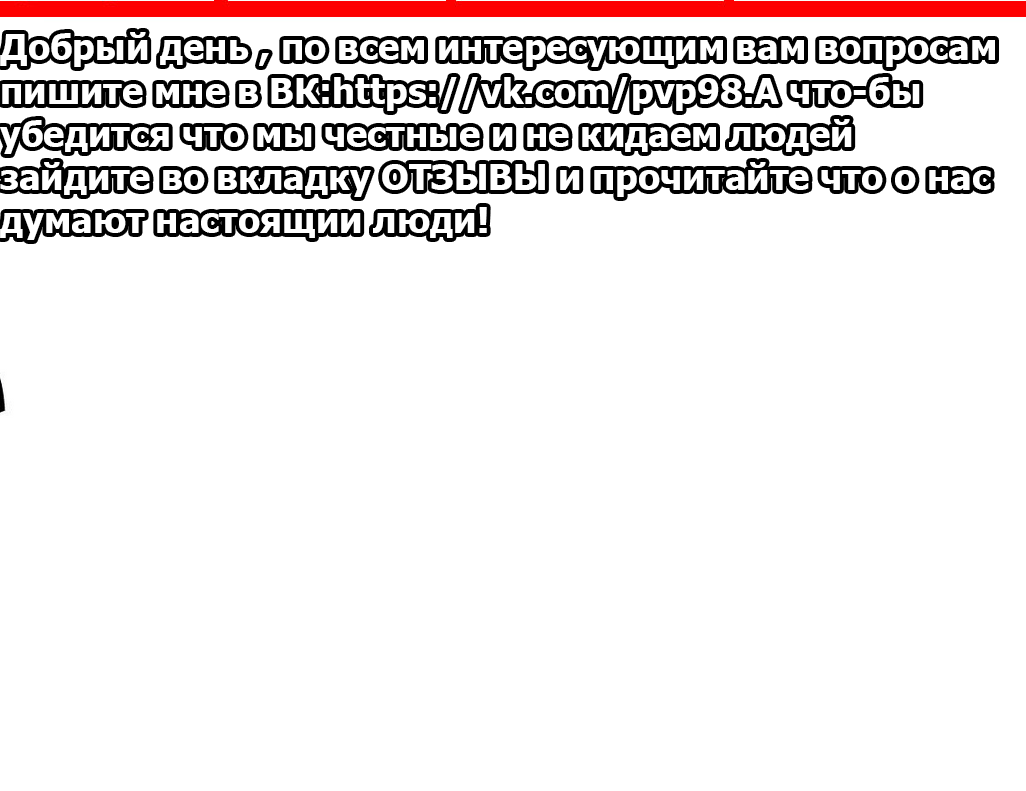 Добрый день , по всем интересующим вам вопросам
пишите мне в ВК:https://vk.com/pvp98.А что-бы
убедится что мы честные и не кидаем людей
зайдите во вкладку ОТЗЫВЫ и прочитайте что о нас
думают настоящии люди!